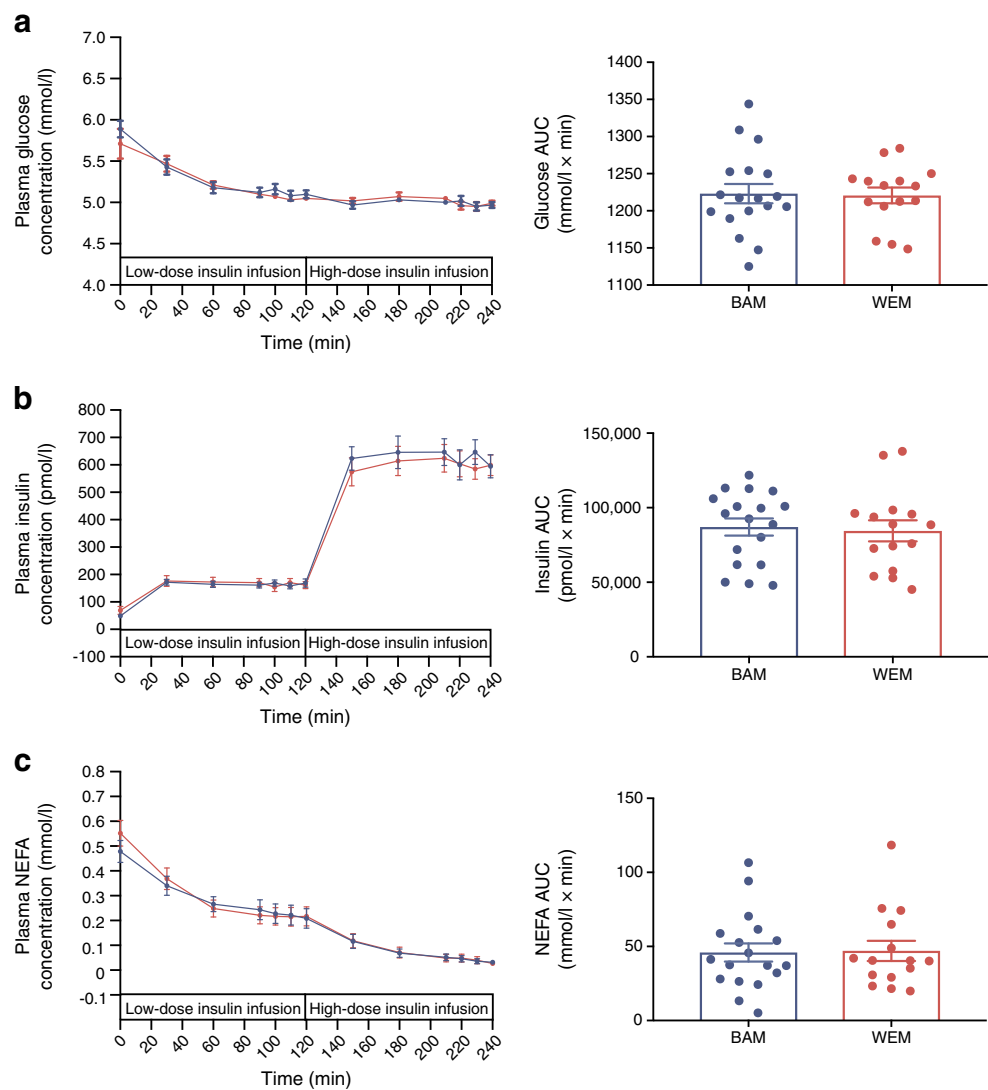 a
Plasma glucose
concentration (mmol/l)
7.0
6.5
6.0
5.5
5.0
4.5
4.0
Low-dose insulin infusion
High-dose insulin infusion
0 20 40 60 80 100 120 140 160 180 200 220 240
Time (min)
Glucose AUC
(mmol/l × min)
1400
1350
1300
1250
1200
1150
1100
BAM WEM
b
Plasma insulin
concentration (pmol/l)
800
700
600
500
400
300
200
100
0
-100
Low-dose insulin infusion
High-dose insulin infusion
0 20 40 60 80 100 120 140 160 180 200 220 240
Time (min)
Insulin AUC
(pmol/l × min)
150,000
100,000
50,000
0
BAM WEM
c
Plasma NEFA
concentration (mmol/l)
0.8
0.7
0.6
0.5
0.4
0.3
0.2
0.1
0
-0.1
Low-dose insulin infusion
High-dose insulin infusion
0 20 40 60 80 100 120 140 160 180 200 220 240
Time (min)
NEFA AUC
(mmol/l × min)
150
100
50
0
BAM WEM